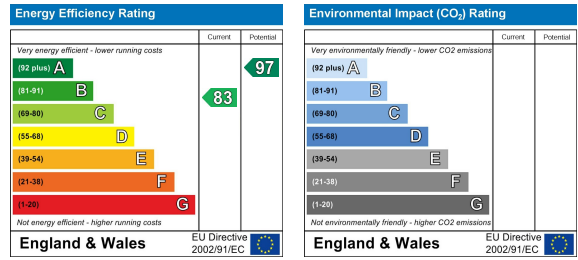 Energy Efficiency Rating
Current Potential
Very energy efficient - lower running costs
(92 plus) A
97
(81-91) B
83
(69-80) C
(55-68) D
(39-54) E
(21-38) F
(1-20) G
Not energy efficient - higher running costs
England & Wales
EU Directive
2002/91/EC
Environmental Impact (CO₂) Rating
Current Potential
Very environmentally friendly - lower CO2 emissions
(92 plus) A
(81-91) B
(69-80) C
(55-68) D
(39-54) E
(21-38) F
(1-20) G
Not environmentally friendly - higher CO2 emissions
England & Wales
EU Directive
2002/91/EC